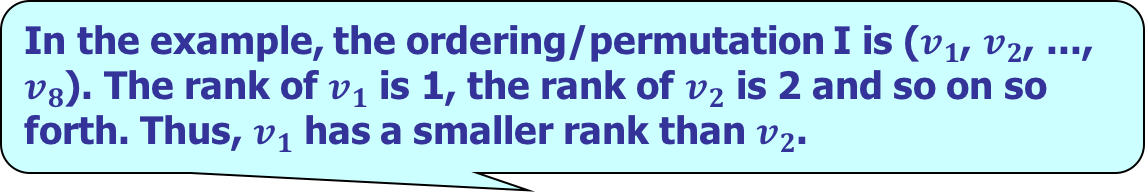 In the example, the ordering/permutation I is (v₁, v₂, ...,
v₈). The rank of v₁ is 1, the rank of v₂ is 2 and so on so
forth. Thus, v₁ has a smaller rank than v₂.